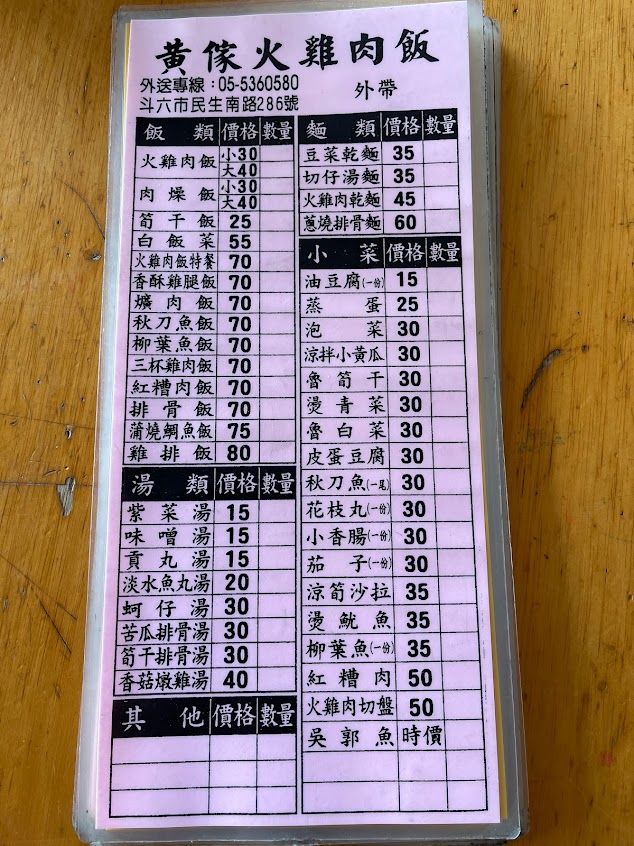 黃傢火雞肉飯
外送專線：05-5360580
斗六市民生南路286號
外帶
飯類 價格 數量
火雞肉飯 小30 大40
肉燥飯 小30 大40
筍干飯 25
白飯菜 55
火雞肉飯特餐 70
香酥雞腿飯 70
爌肉飯 70
秋刀魚飯 70
柳葉魚飯 70
三杯雞肉飯 70
紅糟肉飯 70
排骨飯 70
蒲燒鯛魚飯 75
雞排飯 80
湯類 價格 數量
紫菜湯 15
味噌湯 15
貢丸湯 15
淡水魚丸湯 20
蚵仔湯 30
苦瓜排骨湯 30
筍干排骨湯 30
香菇燉雞湯 40
其他 價格 數量
麵類 價格 數量
豆菜乾麵 35
切仔湯麵 35
火雞肉乾麵 45
蔥燒排骨麵 60
小菜 價格 數量
油豆腐(一份) 15
蒸蛋 25
泡菜 30
涼拌小黃瓜 30
魯筍干 30
燙青菜 30
魯白菜 30
皮蛋豆腐 30
秋刀魚(一尾) 30
花枝丸(一份) 30
小香腸(一份) 30
茄子(一份) 30
涼筍沙拉 35
燙魷魚 35
柳葉魚(一份) 35
紅糟肉 50
火雞肉切盤 50
吳郭魚 時價